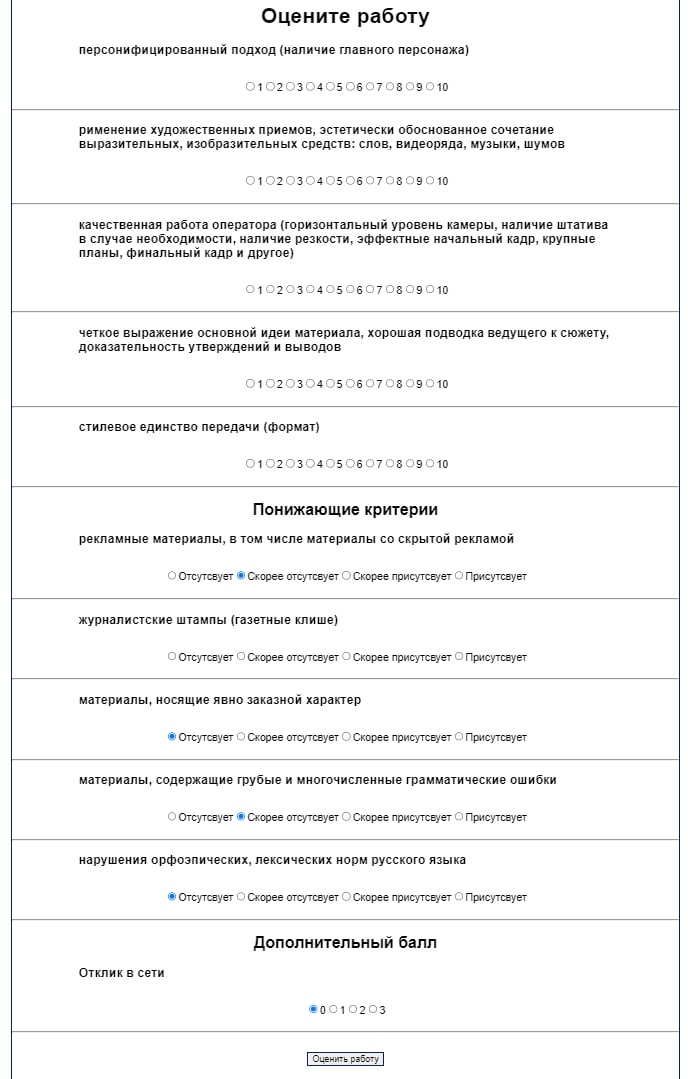 Оцените работу
персонифицированный подход (наличие главного персонажа)
1 2 3 4 5 6 7 8 9 10
рименение художественных приемов, эстетически обоснованное сочетание
выразительных, изобразительных средств: слов, видеоряда, музыки, шумов
1 2 3 4 5 6 7 8 9 10
качественная работа оператора (горизонтальный уровень камеры, наличие штатива
в случае необходимости, наличие резкости, эффектные начальный кадр, крупные
планы, финальный кадр и другое)
1 2 3 4 5 6 7 8 9 10
четкое выражение основной идеи материала, хорошая подводка ведущего к сюжету,
доказательность утверждений и выводов
1 2 3 4 5 6 7 8 9 10
стилевое единство передачи (формат)
1 2 3 4 5 6 7 8 9 10
Понижающие критерии
рекламные материалы, в том числе материалы со скрытой рекламой
Отсутсвует Скорее отсутсвует Скорее присутсвует Присутсвует
журналистские штампы (газетные клише)
Отсутсвует Скорее отсутсвует Скорее присутсвует Присутсвует
материалы, носящие явно заказной характер
Отсутсвует Скорее отсутсвует Скорее присутсвует Присутсвует
материалы, содержащие грубые и многочисленные грамматические ошибки
Отсутсвует Скорее отсутсвует Скорее присутсвует Присутсвует
нарушения орфоэпических, лексических норм русского языка
Отсутсвует Скорее отсутсвует Скорее присутсвует Присутсвует
Дополнительный балл
Отклик в сети
0 1 2 3
Оценить работу